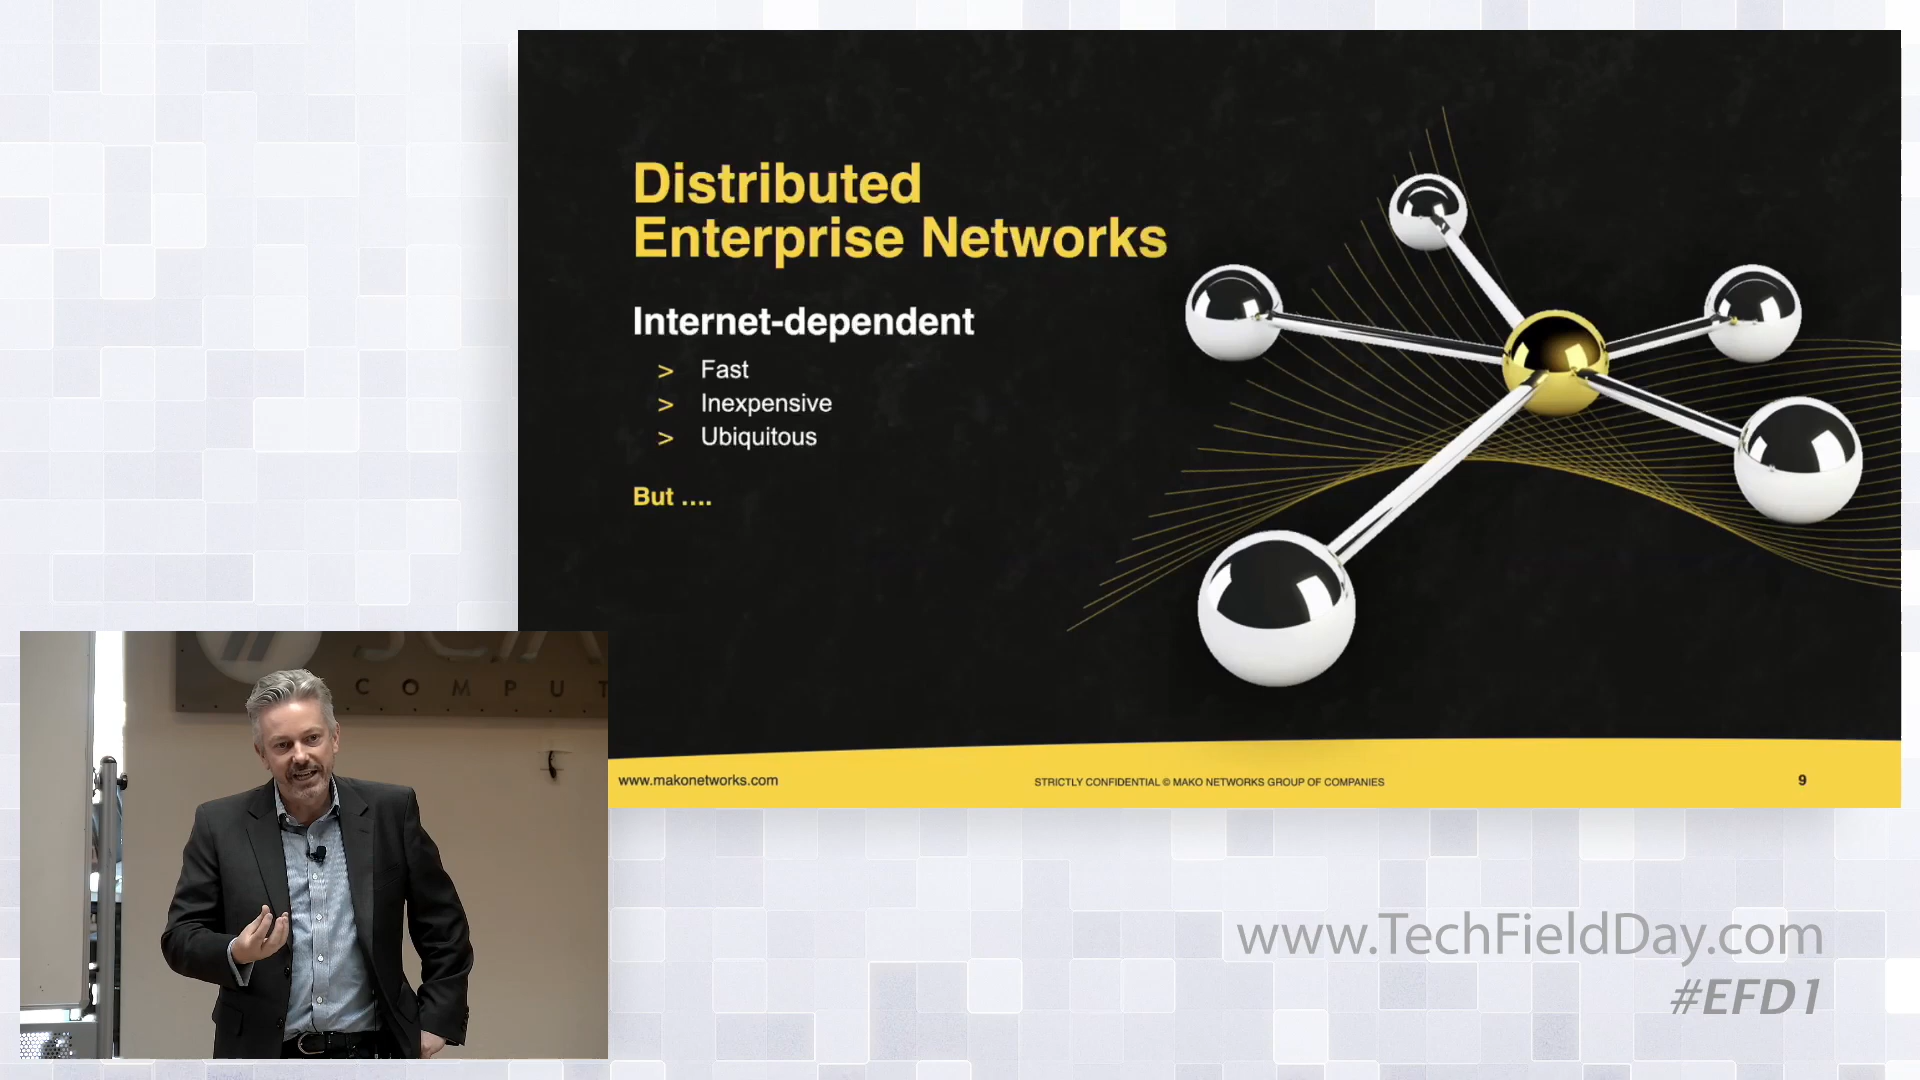 Distributed
Enterprise Networks
Internet-dependent
> Fast
> Inexpensive
> Ubiquitous
But ....
www.makonetworks.com
STRICTLY CONFIDENTIAL © MAKO NETWORKS GROUP OF COMPANIES
9
www.TechFieldDay.com
#EFD1